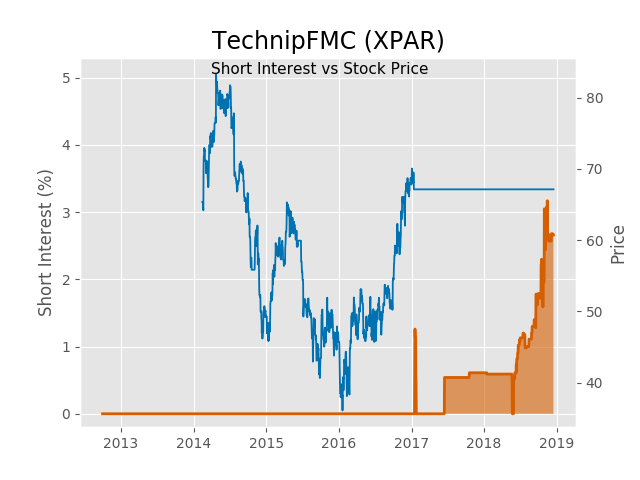 TechnipFMC (XPAR)
Short Interest vs Stock Price
Short Interest (%)
5
4
3
2
1
0
80
70
60
50
40
Price
2013 2014 2015 2016 2017 2018 2019